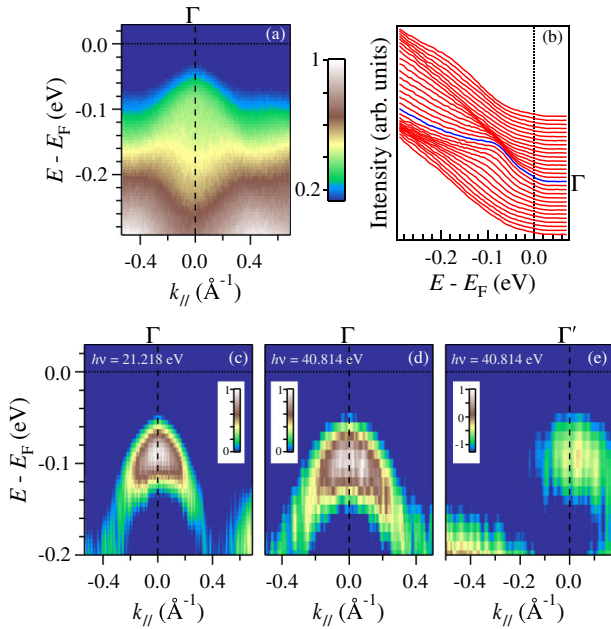 Γ
(a)
0.0
-0.1
-0.2
E - E_F (eV)
-0.4 0.0 0.4
k_// (Å⁻¹)
1
0.2
(b)
Intensity (arb. units)
Γ
-0.2 -0.1 0.0
E - E_F (eV)
Γ
hν = 21.218 eV (c)
1
0
0.0
-0.1
-0.2
E - E_F (eV)
-0.4 0.0 0.4
k_// (Å⁻¹)
Γ
hν = 40.814 eV (d)
1
0
-0.4 0.0 0.4
k_// (Å⁻¹)
Γ′
hν = 40.814 eV (e)
1
0
-1
-0.4 -0.2 0.0
k_// (Å⁻¹)